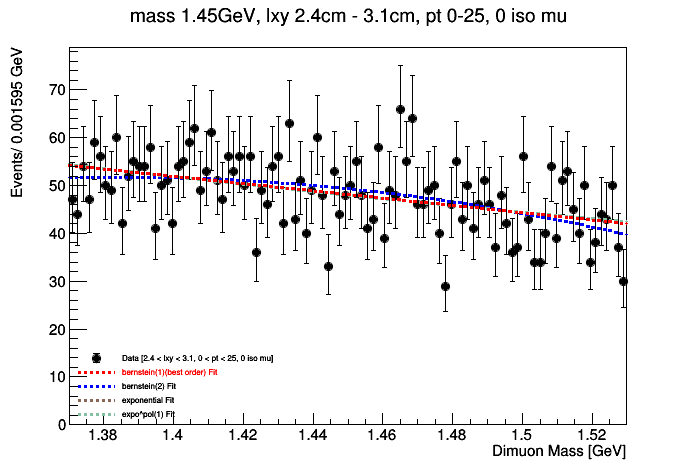 mass 1.45GeV, lxy 2.4cm - 3.1cm, pt 0-25, 0 iso mu
Events/ 0.001595 GeV
70
60
50
40
30
20
10
0
Data [2.4 < lxy < 3.1, 0 < pt < 25, 0 iso mu]
bernstein(1)(best order) Fit
bernstein(2) Fit
exponential Fit
expo*pol(1) Fit
1.38 1.4 1.42 1.44 1.46 1.48 1.5 1.52
Dimuon Mass [GeV]